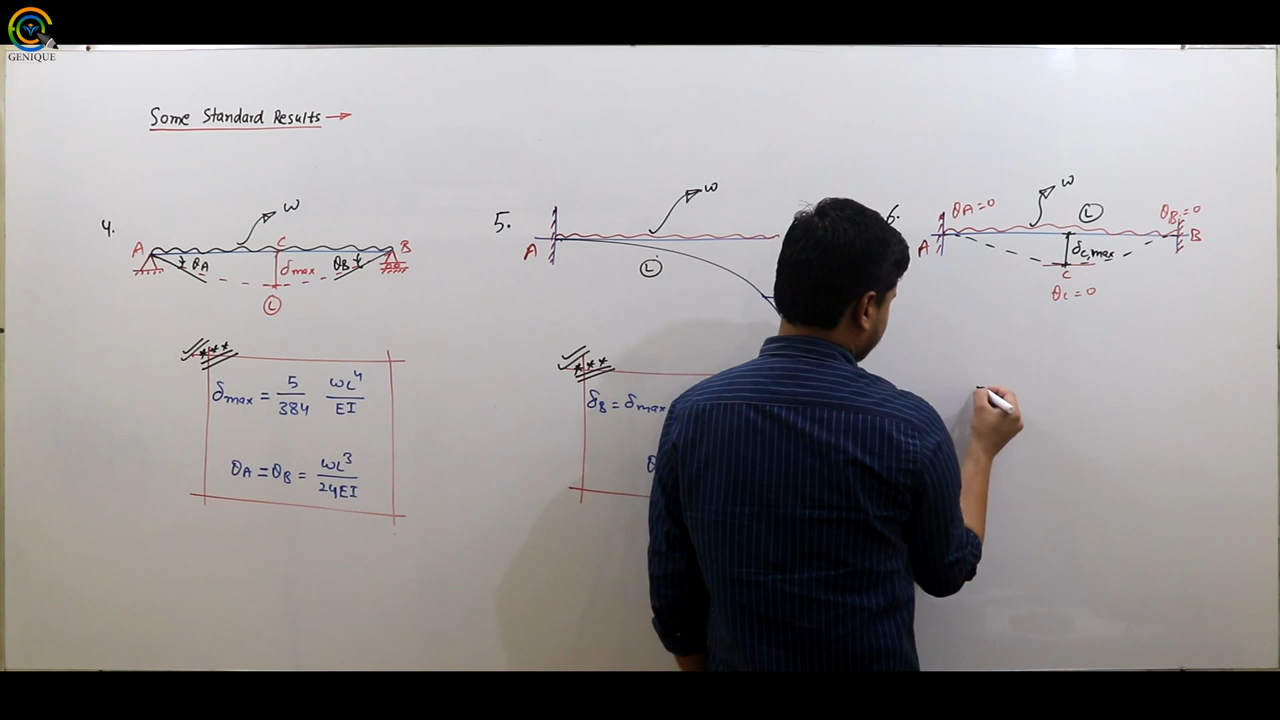 GENIQUE
Some Standard Results →
4.
w
A
C
B
θA
δmax
θB
L
***
δmax = 5/384 wL⁴/EI
θA = θB = wL³/24EI
5.
w
A
L
***
δB = δmax
θ
6.
w
θA = 0
L
θB = 0
A
B
δc,max
C
θc = 0